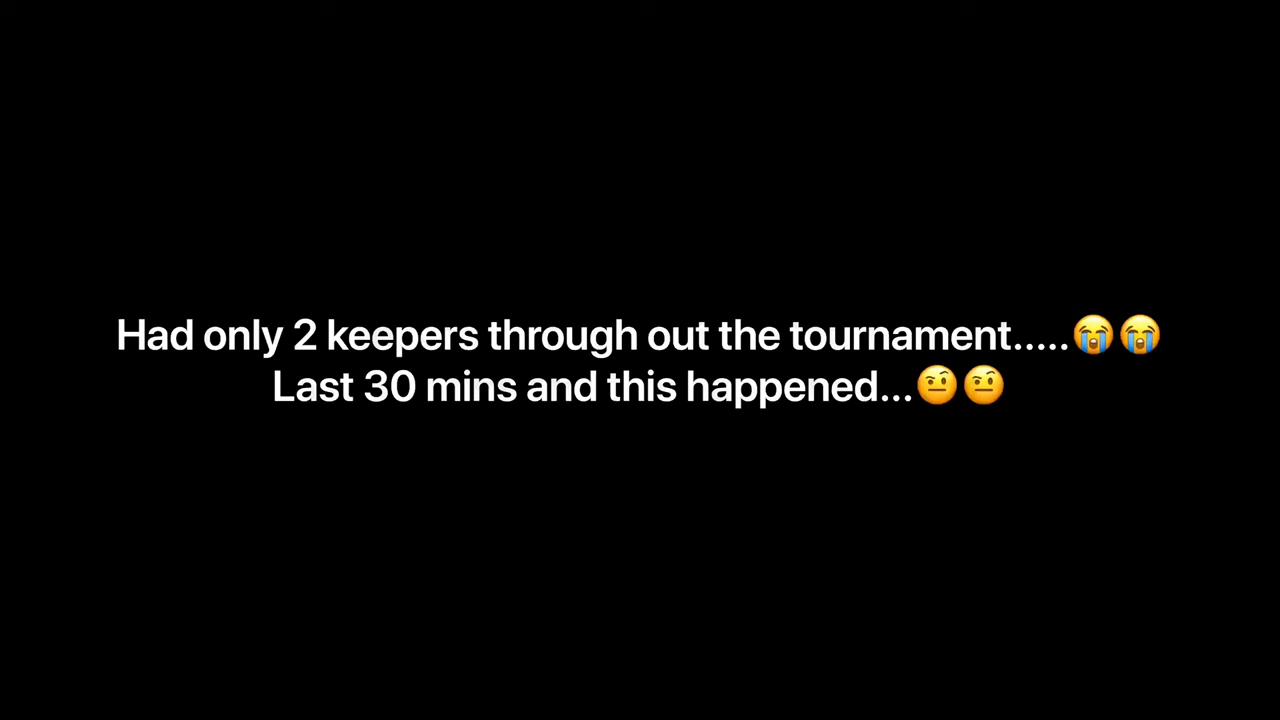 Had only 2 keepers through out the tournament.....😭😭
Last 30 mins and this happened...🤨🤨